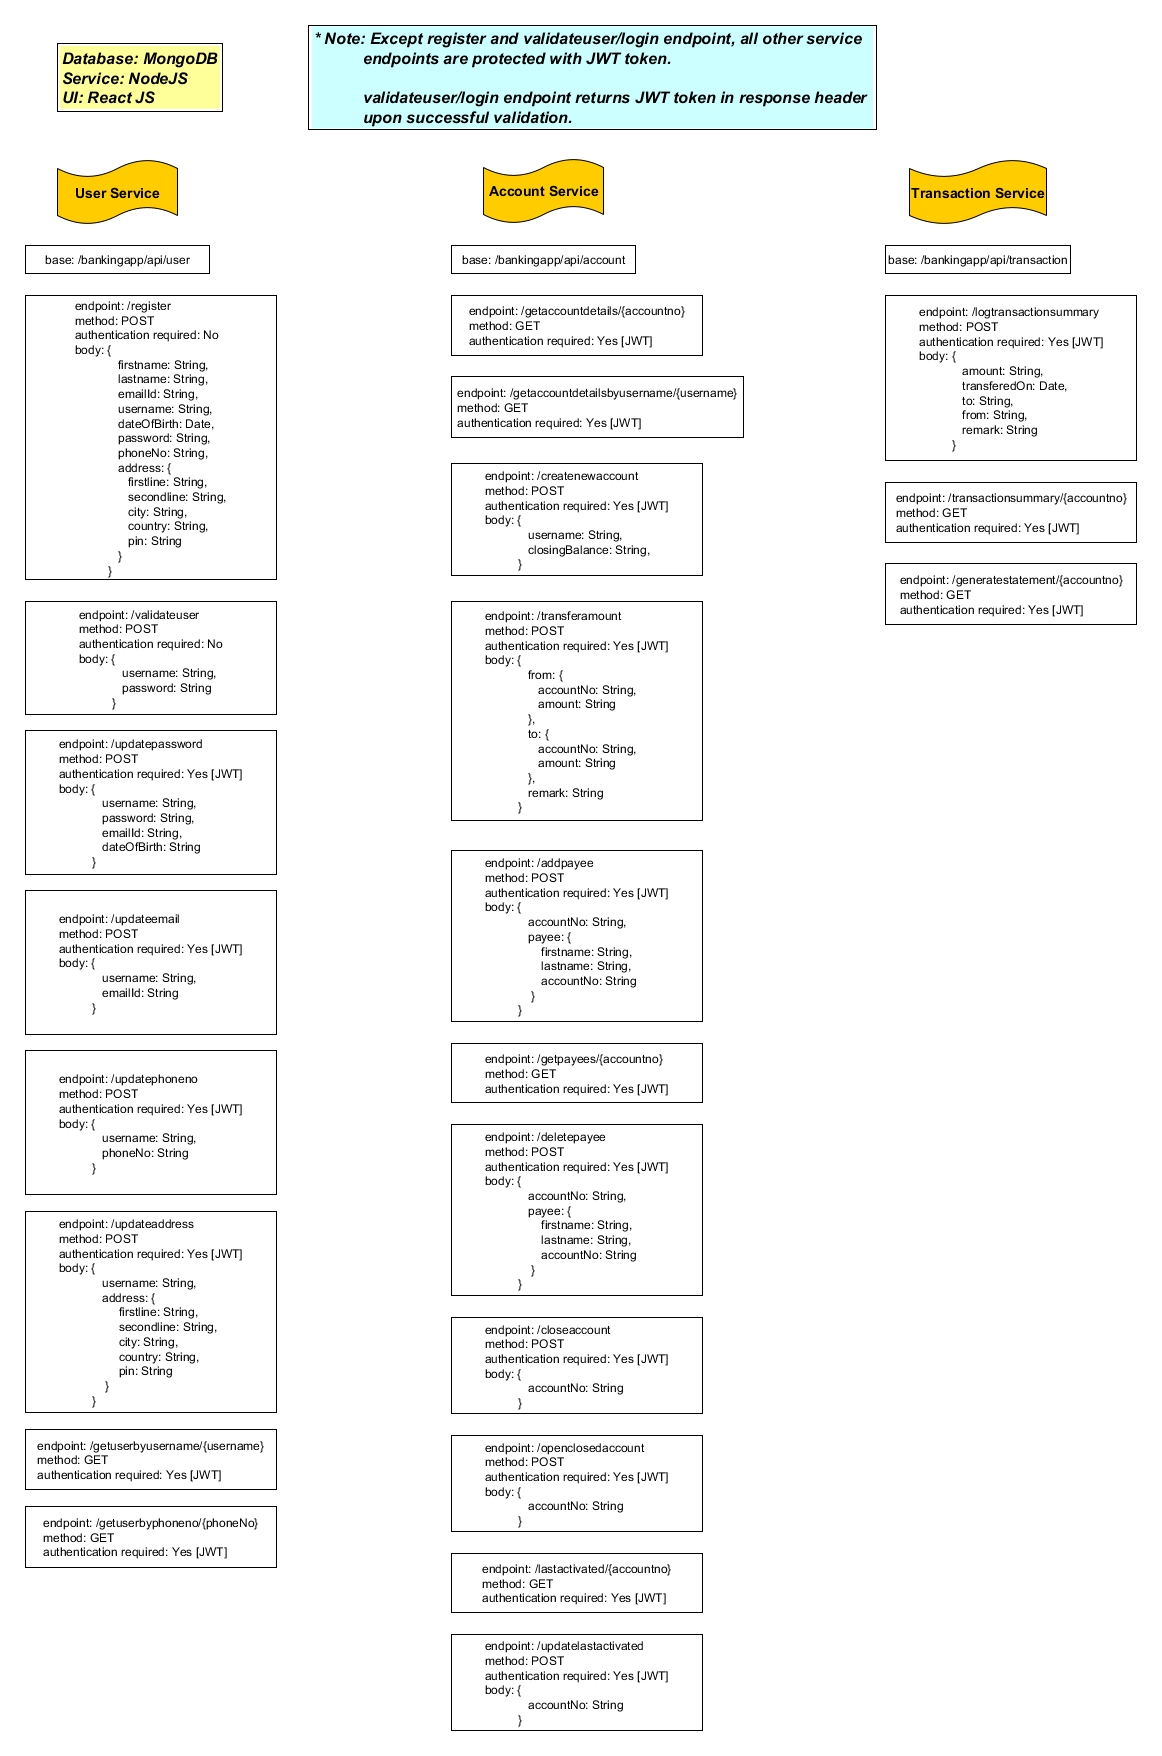 Database: MongoDB
Service: NodeJS
UI: React JS
* Note: Except register and validateuser/login endpoint, all other service
endpoints are protected with JWT token.
validateuser/login endpoint returns JWT token in response header
upon successful validation.
User Service
base: /bankingapp/api/user
endpoint: /register
method: POST
authentication required: No
body: {
firstname: String,
lastname: String,
emailId: String,
username: String,
dateOfBirth: Date,
password: String,
phoneNo: String,
address: {
firstline: String,
secondline: String,
city: String,
country: String,
pin: String
}
}
endpoint: /validateuser
method: POST
authentication required: No
body: {
username: String,
password: String
}
endpoint: /updatepassword
method: POST
authentication required: Yes [JWT]
body: {
username: String,
password: String,
emailId: String,
dateOfBirth: String
}
endpoint: /updateemail
method: POST
authentication required: Yes [JWT]
body: {
username: String,
emailId: String
}
endpoint: /updatephoneno
method: POST
authentication required: Yes [JWT]
body: {
username: String,
phoneNo: String
}
endpoint: /updateaddress
method: POST
authentication required: Yes [JWT]
body: {
username: String,
address: {
firstline: String,
secondline: String,
city: String,
country: String,
pin: String
}
}
endpoint: /getuserbyusername/{username}
method: GET
authentication required: Yes [JWT]
endpoint: /getuserbyphoneno/{phoneNo}
method: GET
authentication required: Yes [JWT]
Account Service
base: /bankingapp/api/account
endpoint: /getaccountdetails/{accountno}
method: GET
authentication required: Yes [JWT]
endpoint: /getaccountdetailsbyusername/{username}
method: GET
authentication required: Yes [JWT]
endpoint: /createnewaccount
method: POST
authentication required: Yes [JWT]
body: {
username: String,
closingBalance: String,
}
endpoint: /transferamount
method: POST
authentication required: Yes [JWT]
body: {
from: {
accountNo: String,
amount: String
},
to: {
accountNo: String,
amount: String
},
remark: String
}
endpoint: /addpayee
method: POST
authentication required: Yes [JWT]
body: {
accountNo: String,
payee: {
firstname: String,
lastname: String,
accountNo: String
}
}
endpoint: /getpayees/{accountno}
method: GET
authentication required: Yes [JWT]
endpoint: /deletepayee
method: POST
authentication required: Yes [JWT]
body: {
accountNo: String,
payee: {
firstname: String,
lastname: String,
accountNo: String
}
}
endpoint: /closeaccount
method: POST
authentication required: Yes [JWT]
body: {
accountNo: String
}
endpoint: /openclosedaccount
method: POST
authentication required: Yes [JWT]
body: {
accountNo: String
}
endpoint: /lastactivated/{accountno}
method: GET
authentication required: Yes [JWT]
endpoint: /updatelastactivated
method: POST
authentication required: Yes [JWT]
body: {
accountNo: String
}
Transaction Service
base: /bankingapp/api/transaction
endpoint: /logtransactionsummary
method: POST
authentication required: Yes [JWT]
body: {
amount: String,
transferedOn: Date,
to: String,
from: String,
remark: String
}
endpoint: /transactionsummary/{accountno}
method: GET
authentication required: Yes [JWT]
endpoint: /generatestatement/{accountno}
method: GET
authentication required: Yes [JWT]